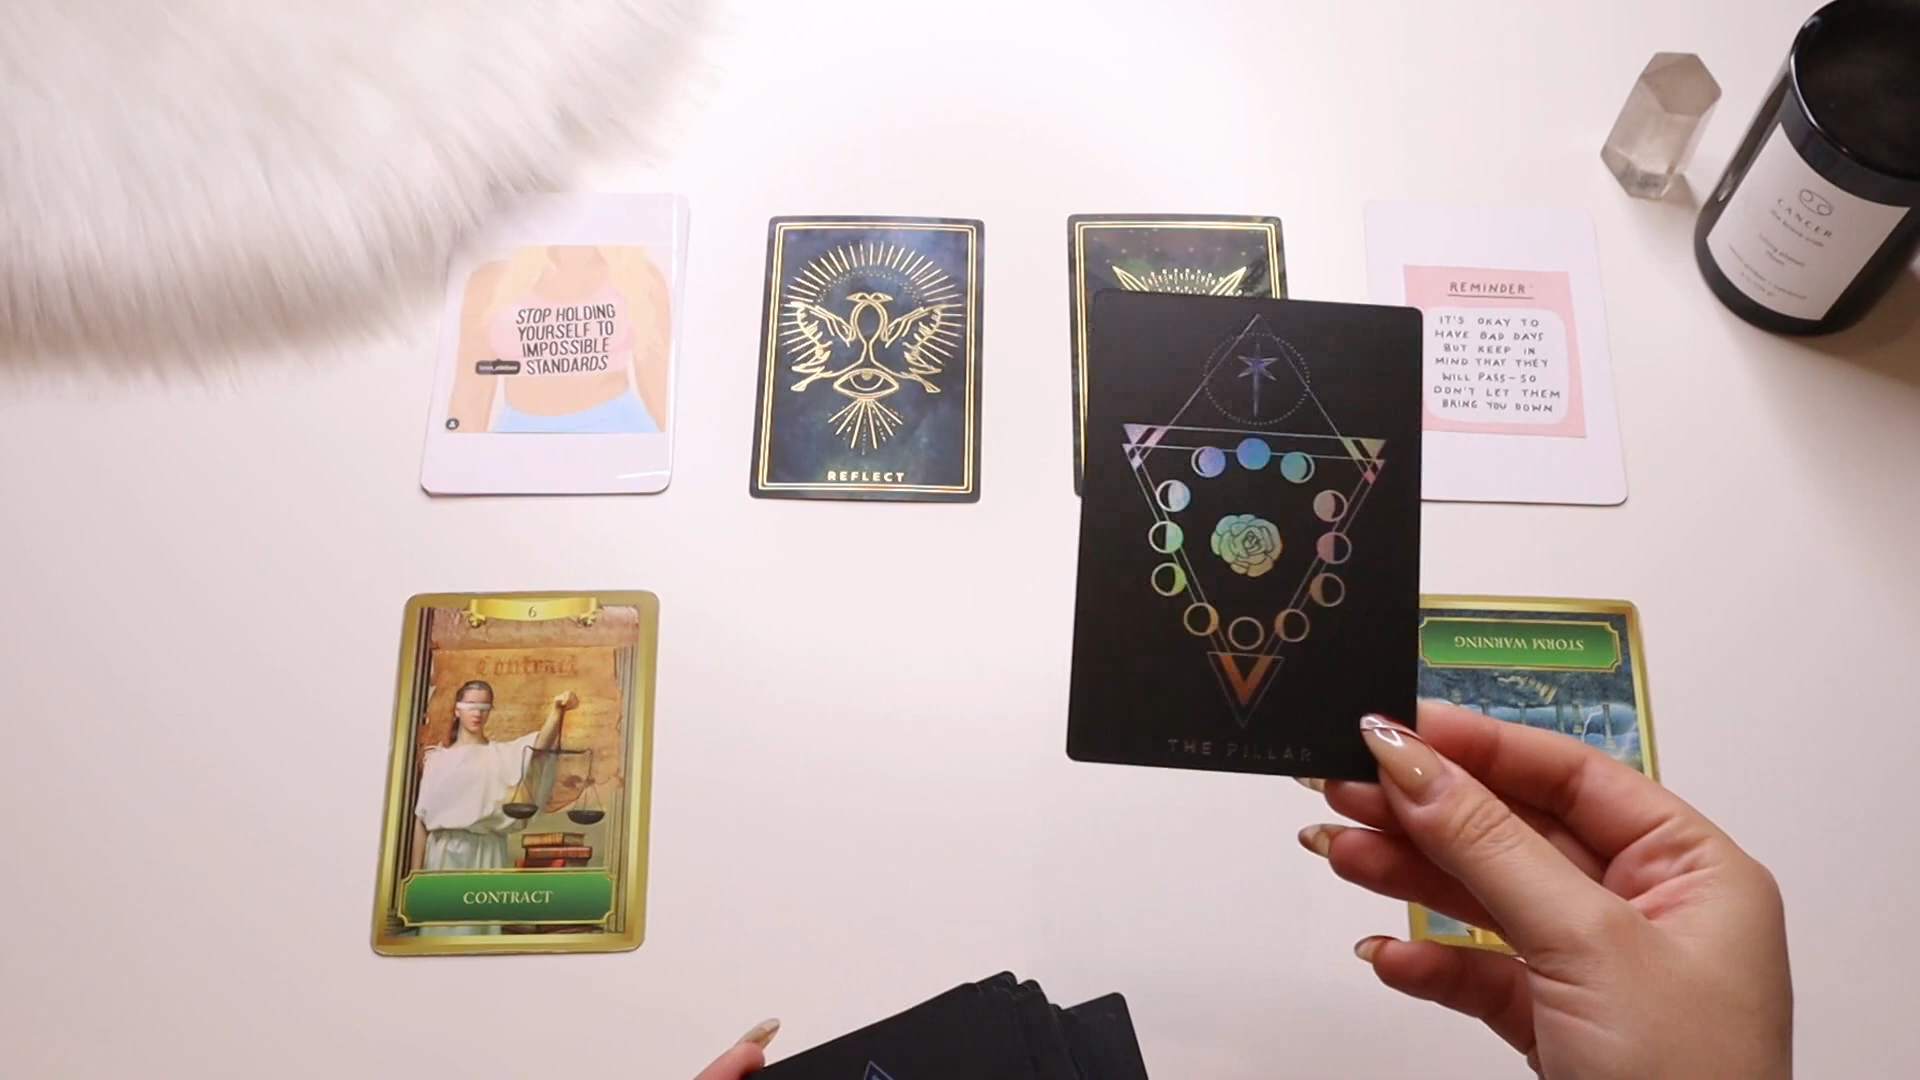 STOP HOLDING
YOURSELF TO
IMPOSSIBLE
STANDARDS
REFLECT
REMINDER
IT'S OKAY TO
HAVE BAD DAYS
BUT KEEP IN
MIND THAT THEY
WILL PASS-SO
DON'T LET THEM
BRING YOU DOWN
CANCER
6
Contract
CONTRACT
THE PILLAR
STORM WARNING